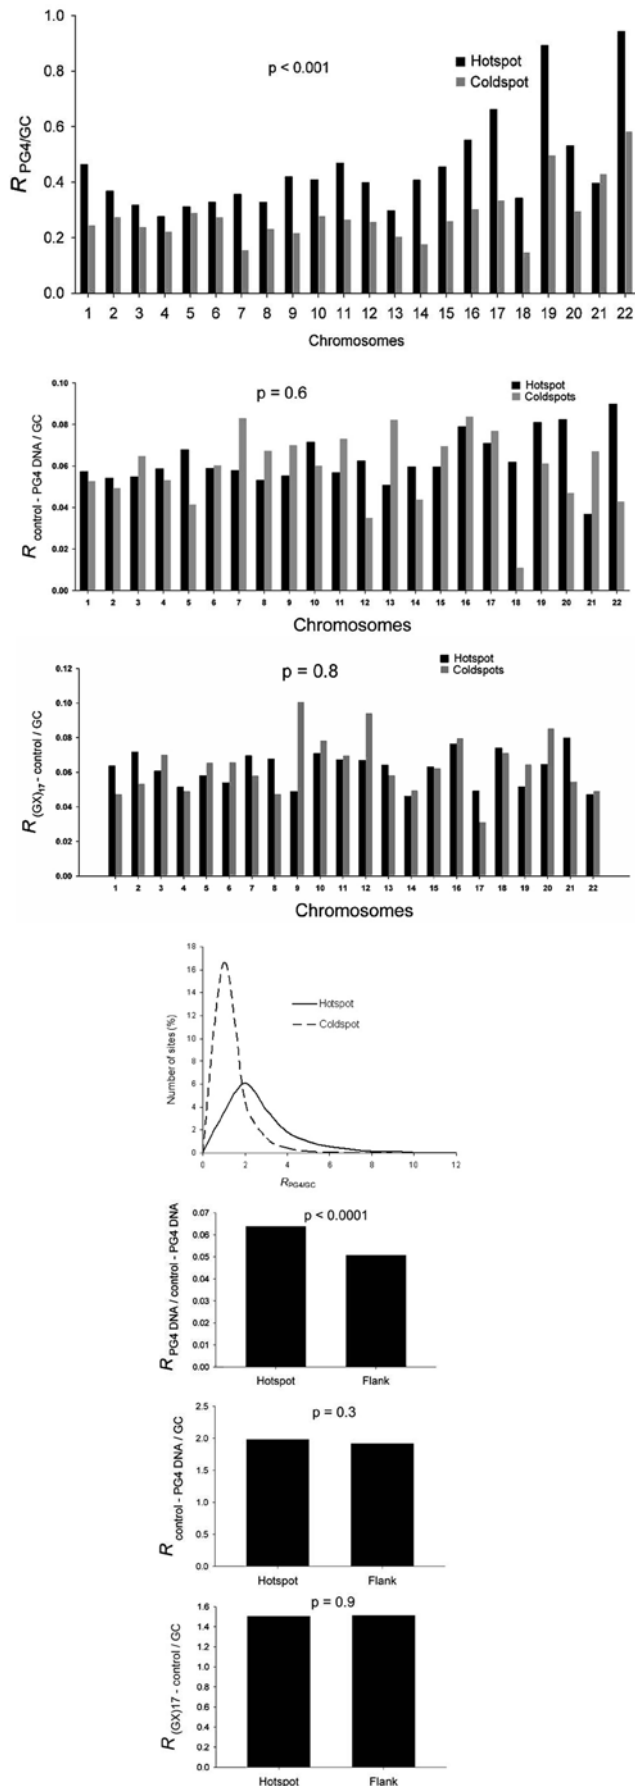 1.0
0.8
0.6
0.4
0.2
0.0
R PG4/GC
p < 0.001
Hotspot
Coldspot
1 2 3 4 5 6 7 8 9 10 11 12 13 14 15 16 17 18 19 20 21 22
Chromosomes
0.10
0.08
0.06
0.04
0.02
0.00
R control - PG4 DNA / GC
p = 0.6
Hotspot
Coldspots
1 2 3 4 5 6 7 8 9 10 11 12 13 14 15 16 17 18 19 20 21 22
Chromosomes
0.12
0.10
0.08
0.06
0.04
0.02
0.00
R (GX)17 - control / GC
p = 0.8
Hotspot
Coldspots
1 2 3 4 5 6 7 8 9 10 11 12 13 14 15 16 17 18 19 20 21 22
Chromosomes
18
16
14
12
10
8
6
4
2
0
Number of sites (%)
Hotspot
Coldspot
0 2 4 6 8 10 12
R PG4/GC
0.07
0.06
0.05
0.04
0.03
0.02
0.01
0.00
R PG4 DNA / control - PG4 DNA
p < 0.0001
Hotspot Flank
2.5
2.0
1.5
1.0
0.5
0.0
R control - PG4 DNA / GC
p = 0.3
Hotspot Flank
1.6
1.4
1.2
1.0
0.8
0.6
0.4
0.2
0.0
R (GX)17 - control / GC
p = 0.9
Hotspot Flank